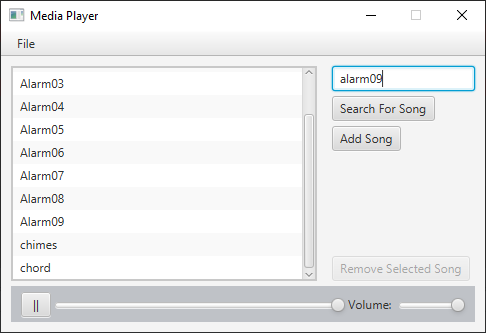 Media Player
File
Alarm03
Alarm04
Alarm05
Alarm06
Alarm07
Alarm08
Alarm09
chimes
chord
alarm09
Search For Song
Add Song
Remove Selected Song
||
Volume: